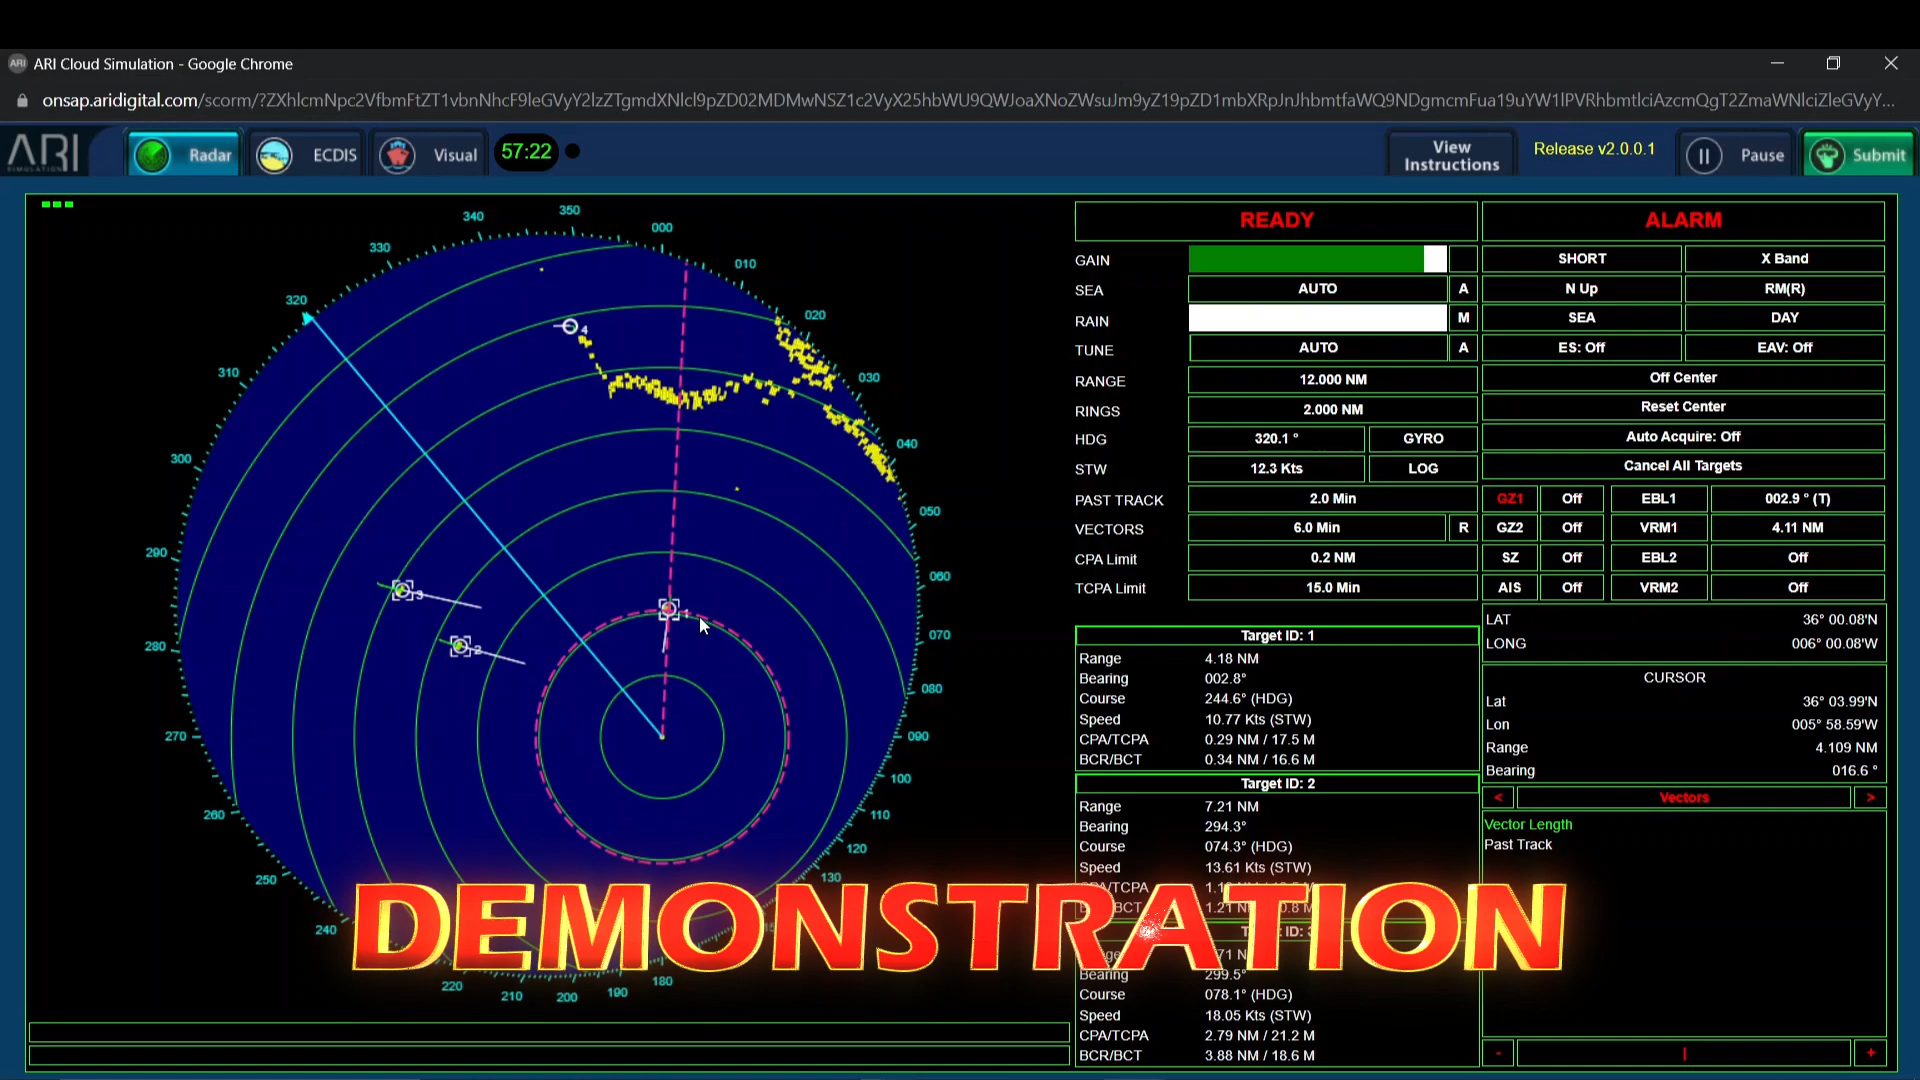 ARI Cloud Simulation - Google Chrome
ARI
SIMULATION
Radar
ECDIS
Visual
57:22
View
Instructions
Release v2.0.0.1
Pause
Submit
340
350
000
010
020
030
040
050
060
070
080
090
100
110
120
130
180
190
200
210
220
240
250
260
270
280
290
300
310
320
330
4
3
2
1
READY
GAIN
SEA AUTO A
RAIN M
TUNE AUTO A
RANGE 12.000 NM
RINGS 2.000 NM
HDG 320.1 ° GYRO
STW 12.3 Kts LOG
PAST TRACK 2.0 Min
VECTORS 6.0 Min R
CPA Limit 0.2 NM
TCPA Limit 15.0 Min
Target ID: 1
Range 4.18 NM
Bearing 002.8°
Course 244.6° (HDG)
Speed 10.77 Kts (STW)
CPA/TCPA 0.29 NM / 17.5 M
BCR/BCT 0.34 NM / 16.6 M
Target ID: 2
Range 7.21 NM
Bearing 294.3°
Course 074.3° (HDG)
Speed 13.61 Kts (STW)
DEMONSTRATION
Bearing 299.5°
Course 078.1° (HDG)
Speed 18.05 Kts (STW)
CPA/TCPA 2.79 NM / 21.2 M
BCR/BCT 3.88 NM / 18.6 M
ALARM
SHORT X Band
N Up RM(R)
SEA DAY
ES: Off EAV: Off
Off Center
Reset Center
Auto Acquire: Off
Cancel All Targets
GZ1 Off EBL1 002.9 ° (T)
GZ2 Off VRM1 4.11 NM
SZ Off EBL2 Off
AIS Off VRM2 Off
LAT 36° 00.08'N
LONG 006° 00.08'W
CURSOR
Lat 36° 03.99'N
Lon 005° 58.59'W
Range 4.109 NM
Bearing 016.6 °
< Vectors >
Vector Length
Past Track
- | +